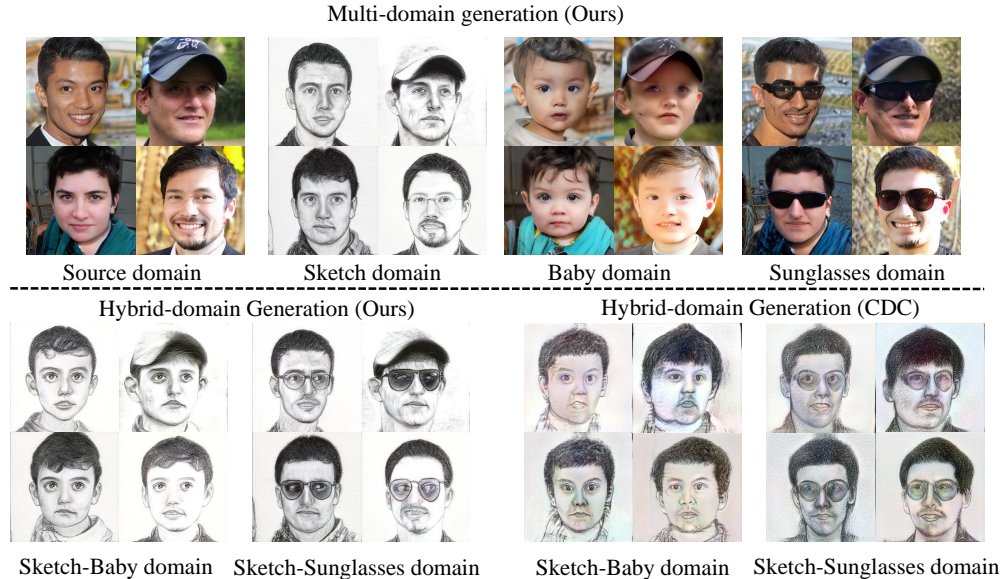 Multi-domain generation (Ours)
Source domain
Sketch domain
Baby domain
Sunglasses domain
Hybrid-domain Generation (Ours)
Hybrid-domain Generation (CDC)
Sketch-Baby domain
Sketch-Sunglasses domain
Sketch-Baby domain
Sketch-Sunglasses domain